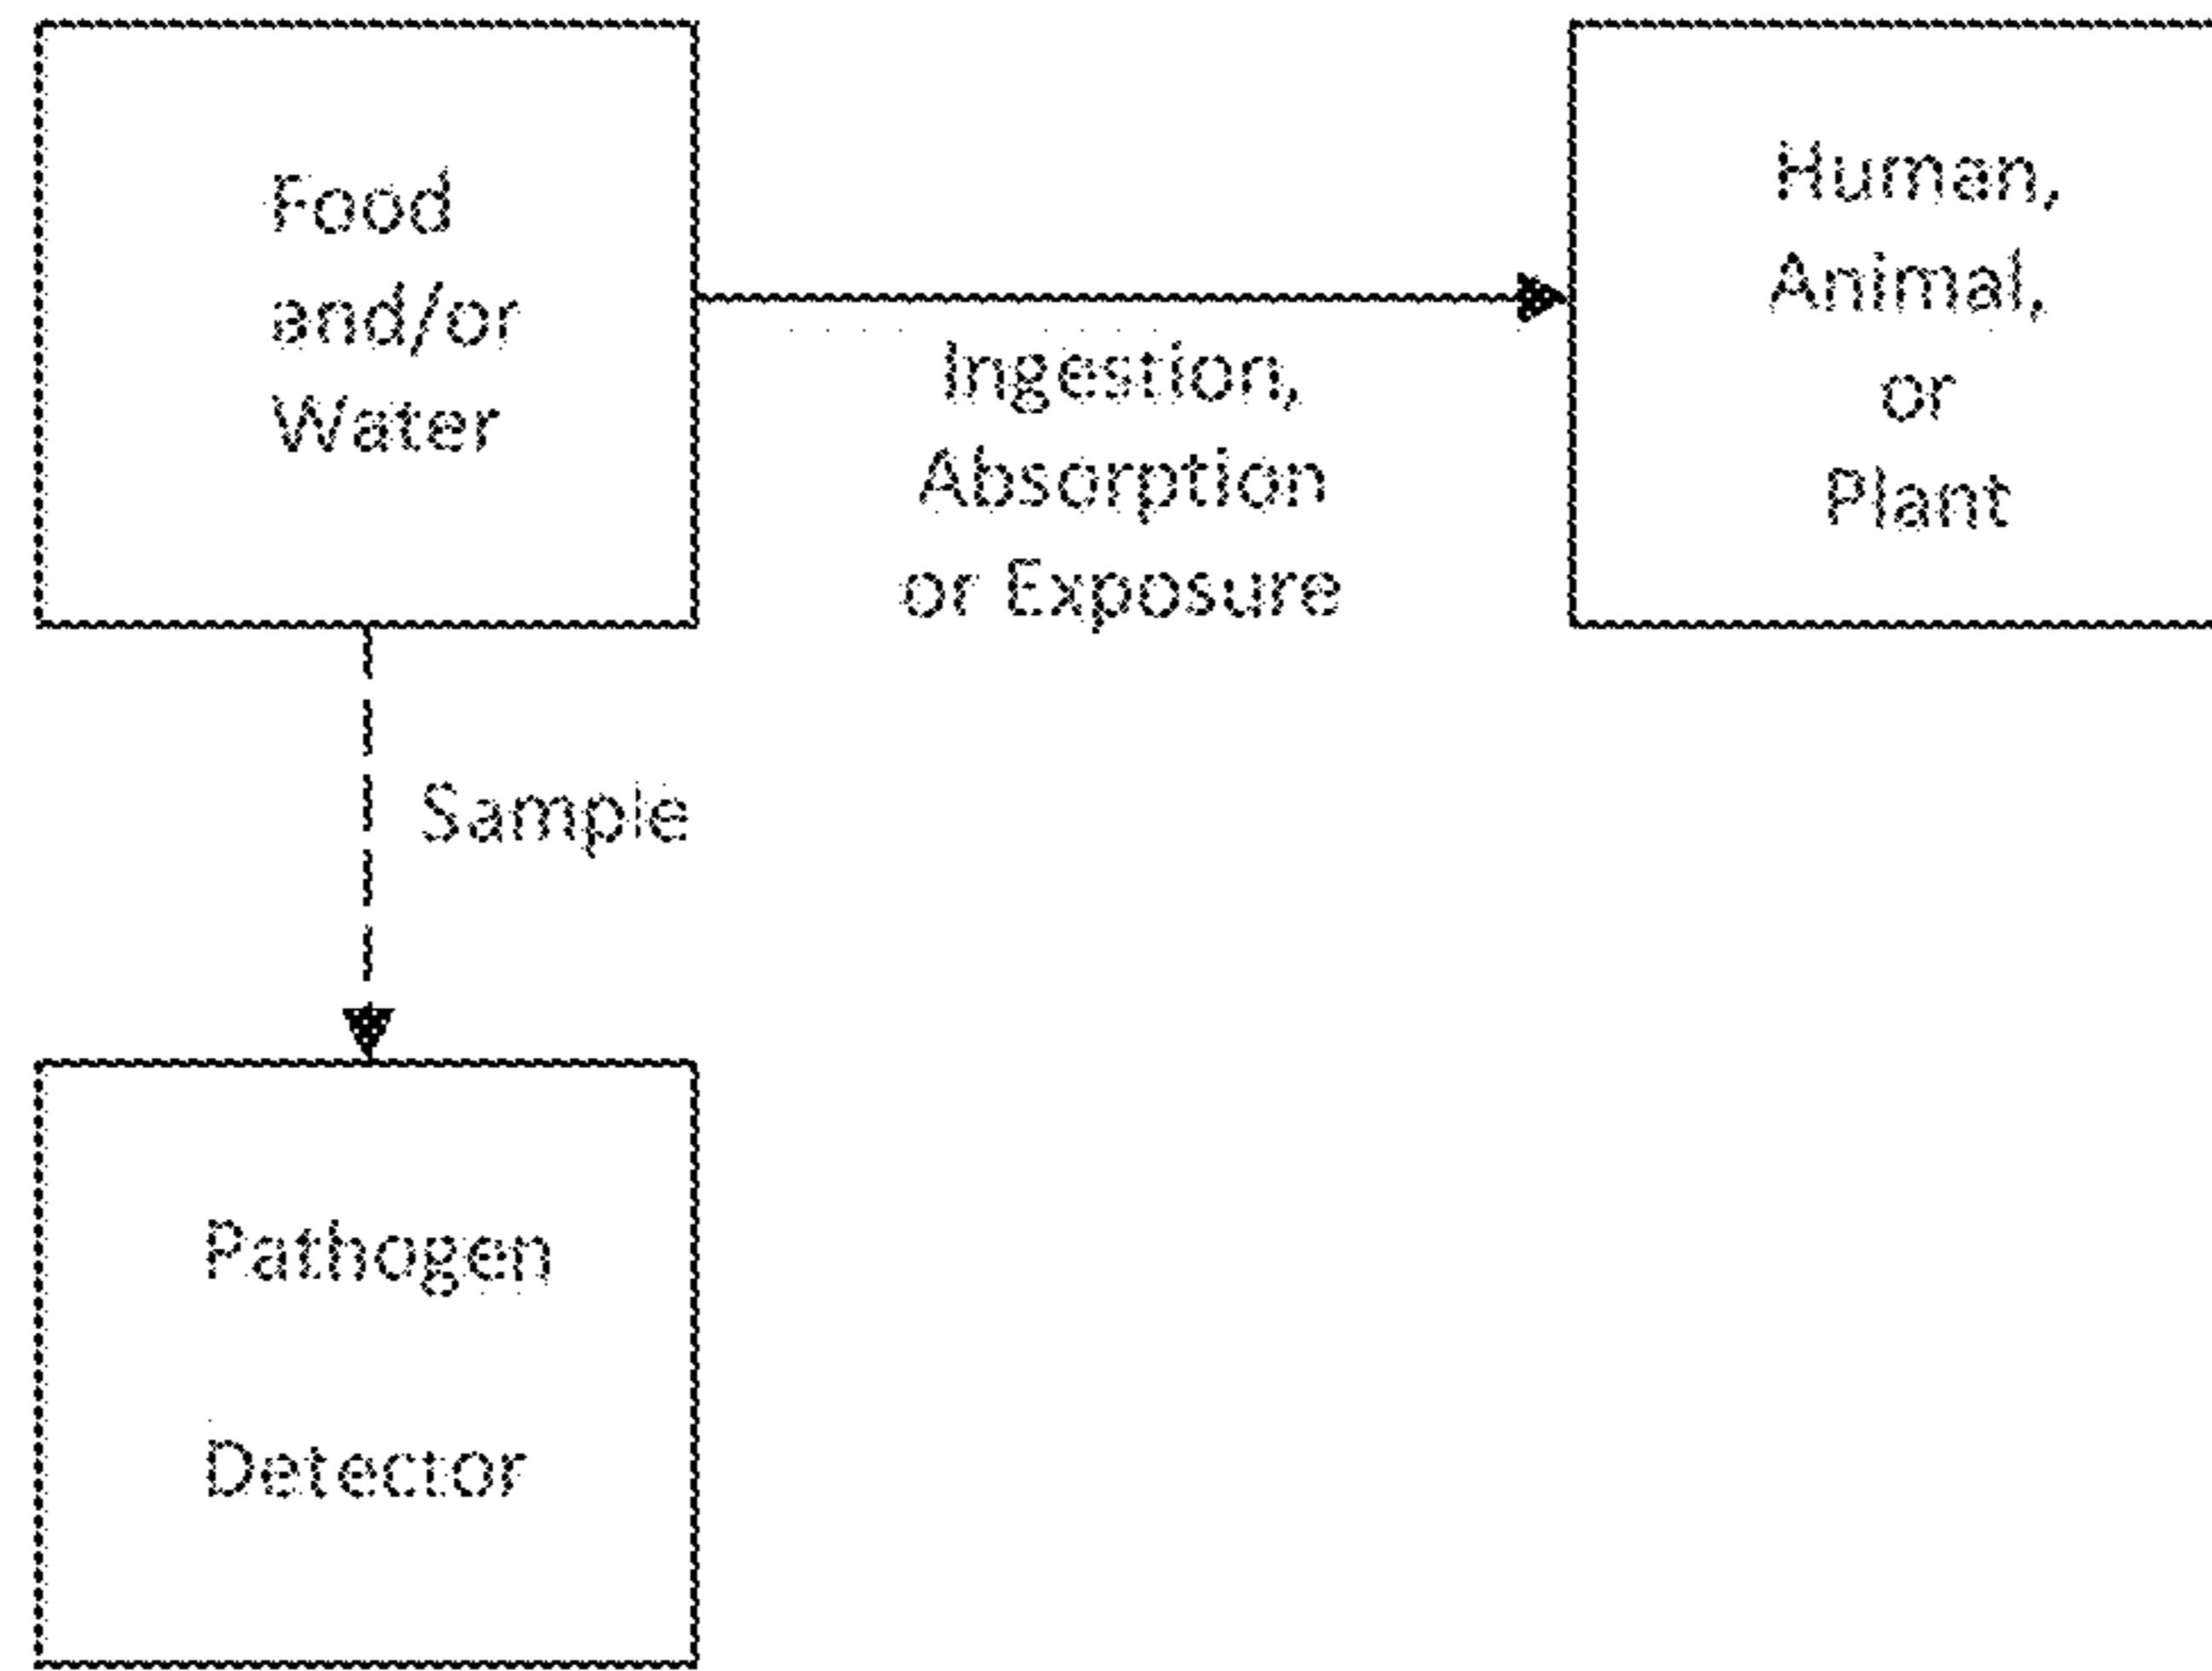 Food
and/or
Water
Ingestion,
Absorption
or Exposure
Human,
Animal,
or
Plant
Sample
Pathogen
Detector